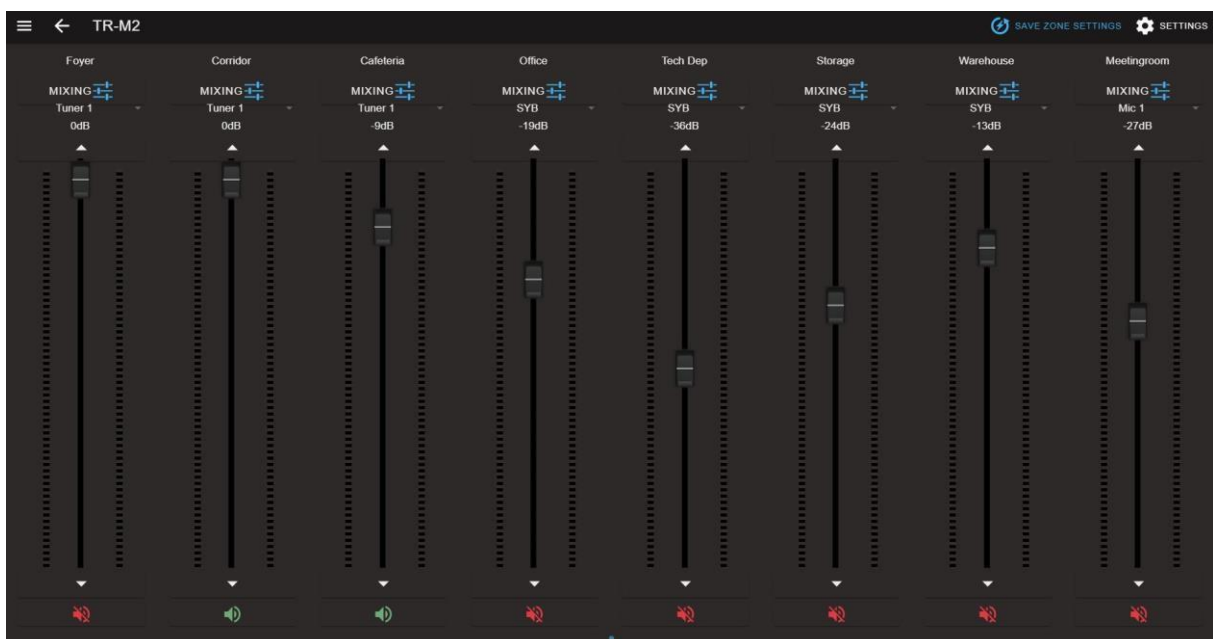 TR-M2 SAVE ZONE SETTINGS SETTINGS
Foyer Corridor Cafeteria Office Tech Dep Storage Warehouse Meetingroom
MIXING MIXING MIXING MIXING MIXING MIXING MIXING MIXING
Tuner 1 Tuner 1 Tuner 1 SYB SYB SYB SYB Mic 1
0dB 0dB -9dB -19dB -36dB -24dB -13dB -27dB